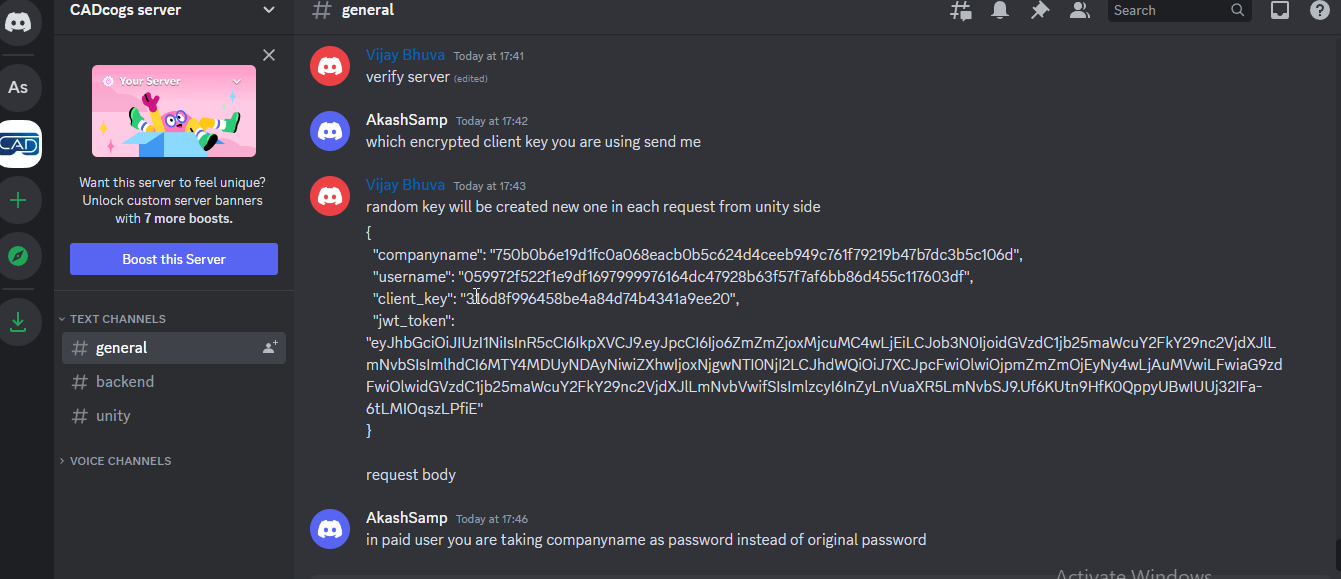 CADcogs server
general
Search
As
Your Server
CAD
Want this server to feel unique?
Unlock custom server banners
with 7 more boosts.
Boost this Server
TEXT CHANNELS
general
backend
unity
VOICE CHANNELS
Vijay Bhuva Today at 17:41
verify server (edited)
AkashSamp Today at 17:42
which encrypted client key you are using send me
Vijay Bhuva Today at 17:43
random key will be created new one in each request from unity side
{
"companyname": "750b0b6e19d1fc0a068eacb0b5c624d4ceeb949c761f79219b47b7dc3b5c106d",
"username": "059972f522f1e9df1697999976164dc47928b63f57f7af6bb86d455c117603df",
"client_key": "316d8f996458be4a84d74b4341a9ee20",
"jwt_token":
"eyJhbGciOiJIUzI1NiIsInR5cCI6IkpXVCJ9.eyJpcCI6Ijo6ZmZmZjoxMjcuMC4wLjEiLCJob3N0IjoidGVzdC1jb25maWcuY2FkY29nc2VjdXJlL
mNvbSIsImlhdCI6MTY4MDUyNDAyNiwiZXhwIjoxNjgwNTI0NjI2LCJhdWQiOiJ7XCJpcFwiOlwiOjpmZmZmOjEyNy4wLjAuMVwiLFwiaG9zd
FwiOlwidGVzdC1jb25maWcuY2FkY29nc2VjdXJlLmNvbVwifSIsImlzcyI6InZyLnVuaXR5LmNvbSJ9.Uf6KUtn9HfK0QppyUBwIUUj32IFa-
6tLMIOqszLPfiE"
}
request body
AkashSamp Today at 17:46
in paid user you are taking companyname as password instead of original password
Activate Windows